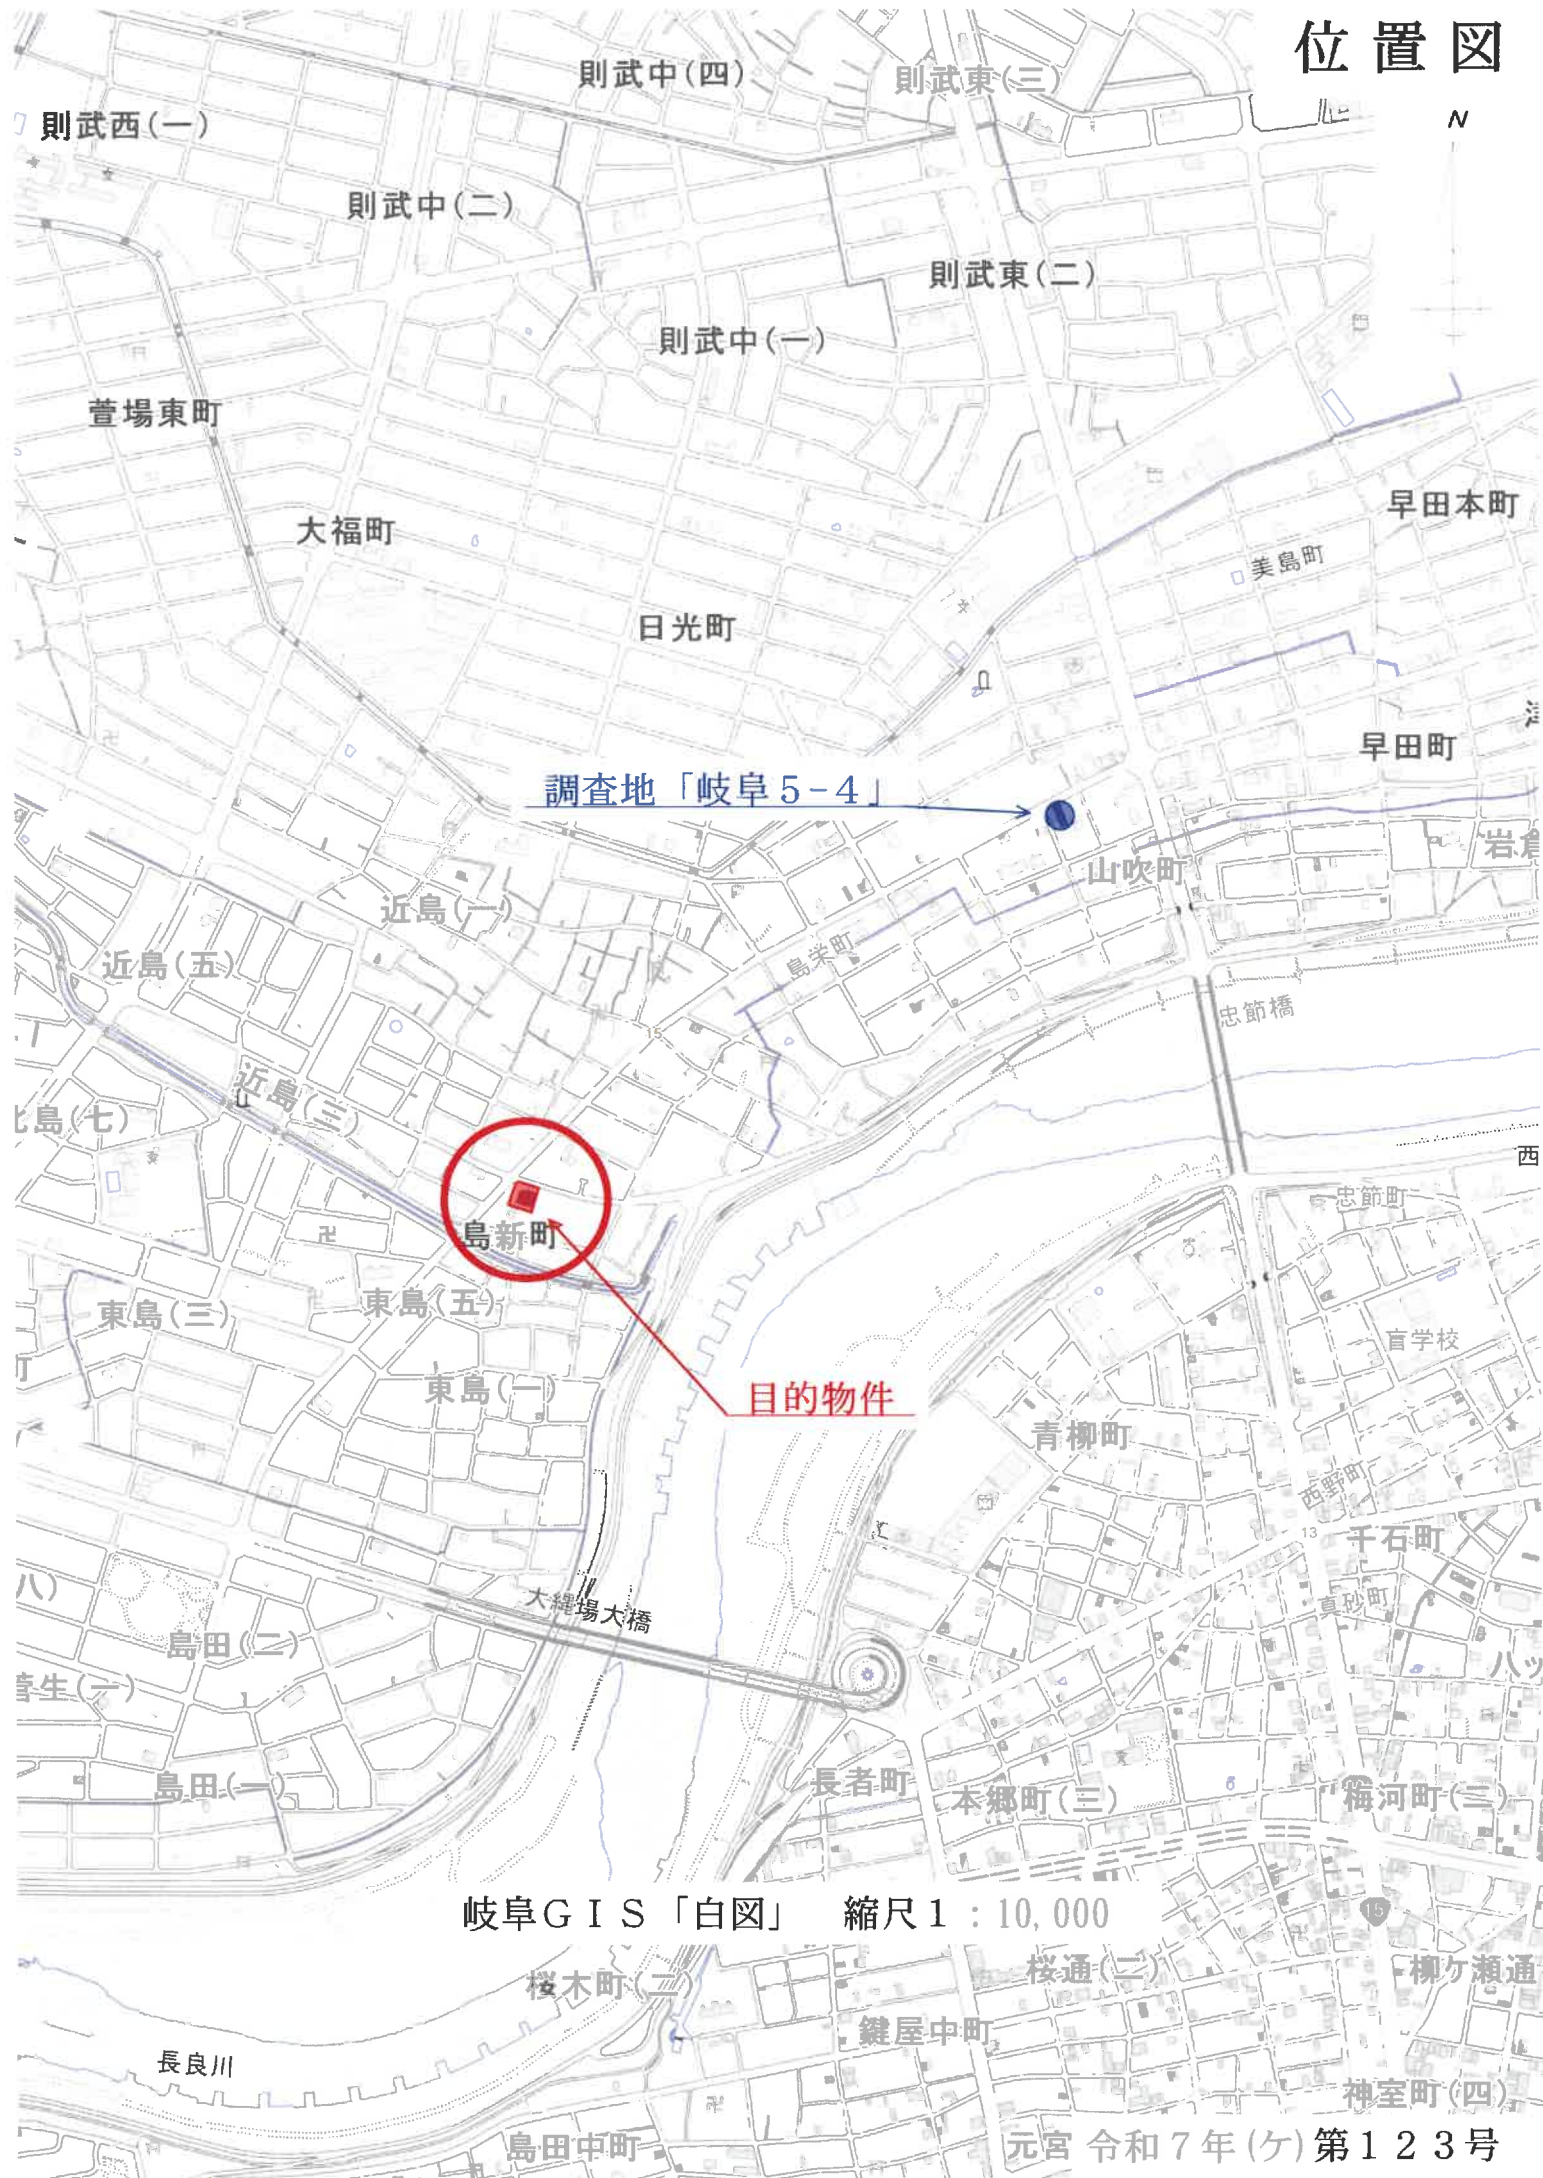 位置図
N
則武中(四)
則武東(三)
則武西(一)
則武中(二)
則武東(二)
則武中(一)
萱場東町
早田本町
大福町
美島町
日光町
早田町
調査地「岐阜5-4」
山吹町
近島(一)
島栄町
近島(五)
忠節橋
15
近島(三)
島(七)
西
忠節町
島新町
東島(三)
東島(五)
盲学校
東島(一)
目的物件
青柳町
西野町
13
千石町
八)
大縄場大橋
真砂町
島田(二)
菅生(一)
島田(一)
長者町
本郷町(三)
梅河町(三)
岐阜GIS「白図」 縮尺1:10,000
15
桜木町(二)
桜通(二)
柳ケ瀬通
鍵屋中町
長良川
神室町(四)
島田中町
令和7年(ケ)第123号